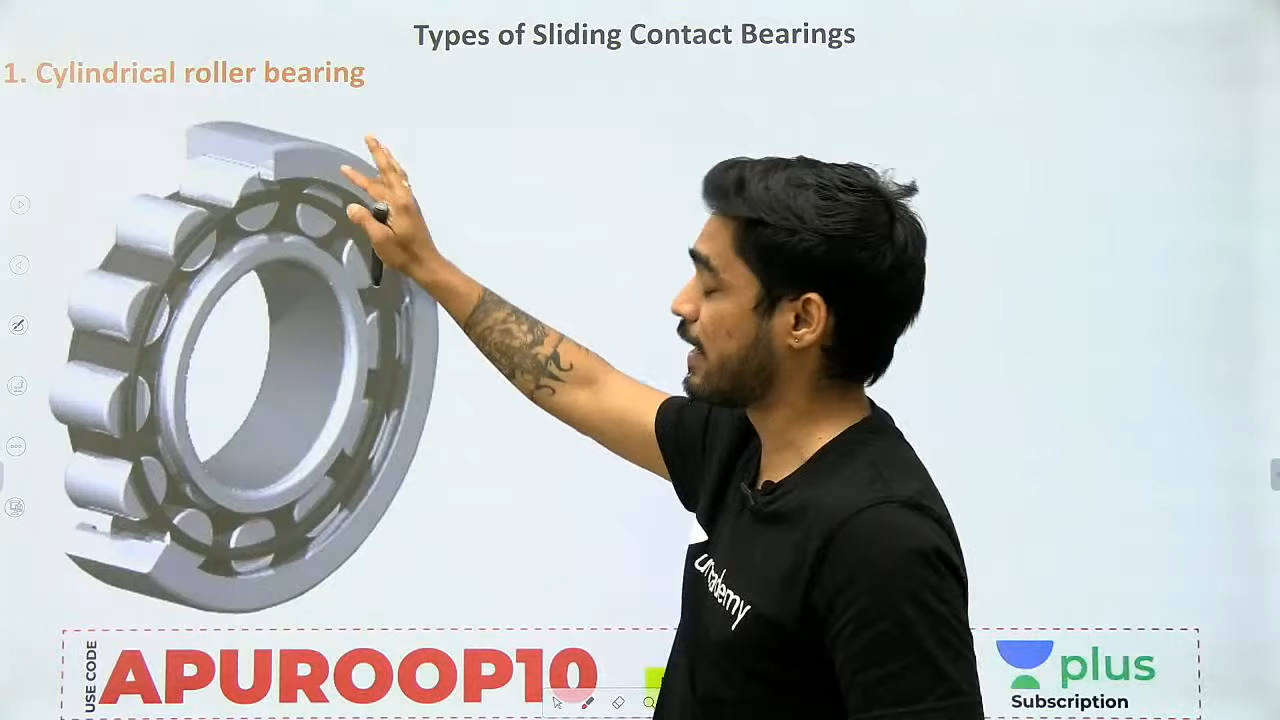 Types of Sliding Contact Bearings
1. Cylindrical roller bearing
unacademy
USE CODE
APUROOP10
plus
Subscription